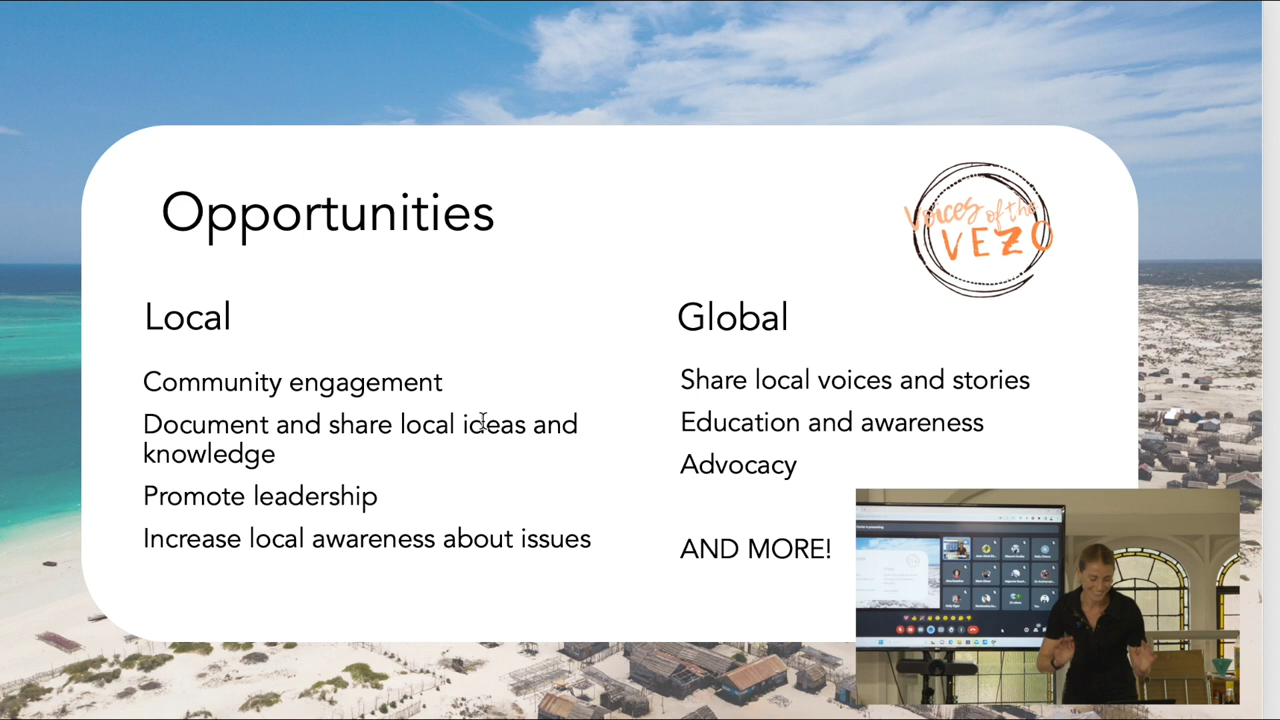 Opportunities
Voices of the
VEZO
Local
Community engagement
Document and share local ideas and
knowledge
Promote leadership
Increase local awareness about issues
Global
Share local voices and stories
Education and awareness
Advocacy
AND MORE!